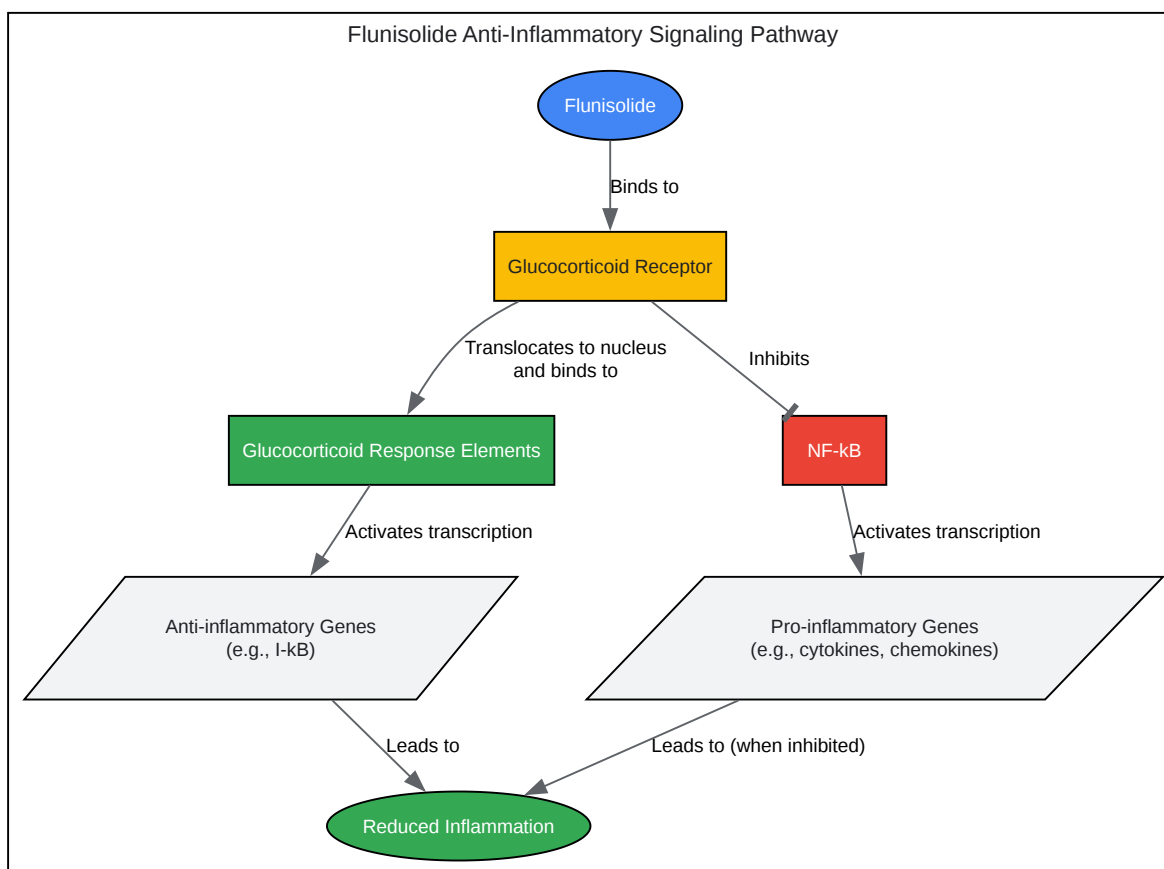 Flunisolide Anti-Inflammatory Signaling Pathway
Flunisolide
Binds to
Glucocorticoid Receptor
Translocates to nucleus
and binds to
Inhibits
Glucocorticoid Response Elements
NF-kB
Activates transcription
Activates transcription
Anti-inflammatory Genes
(e.g., I-kB)
Pro-inflammatory Genes
(e.g., cytokines, chemokines)
Leads to
Leads to (when inhibited)
Reduced Inflammation